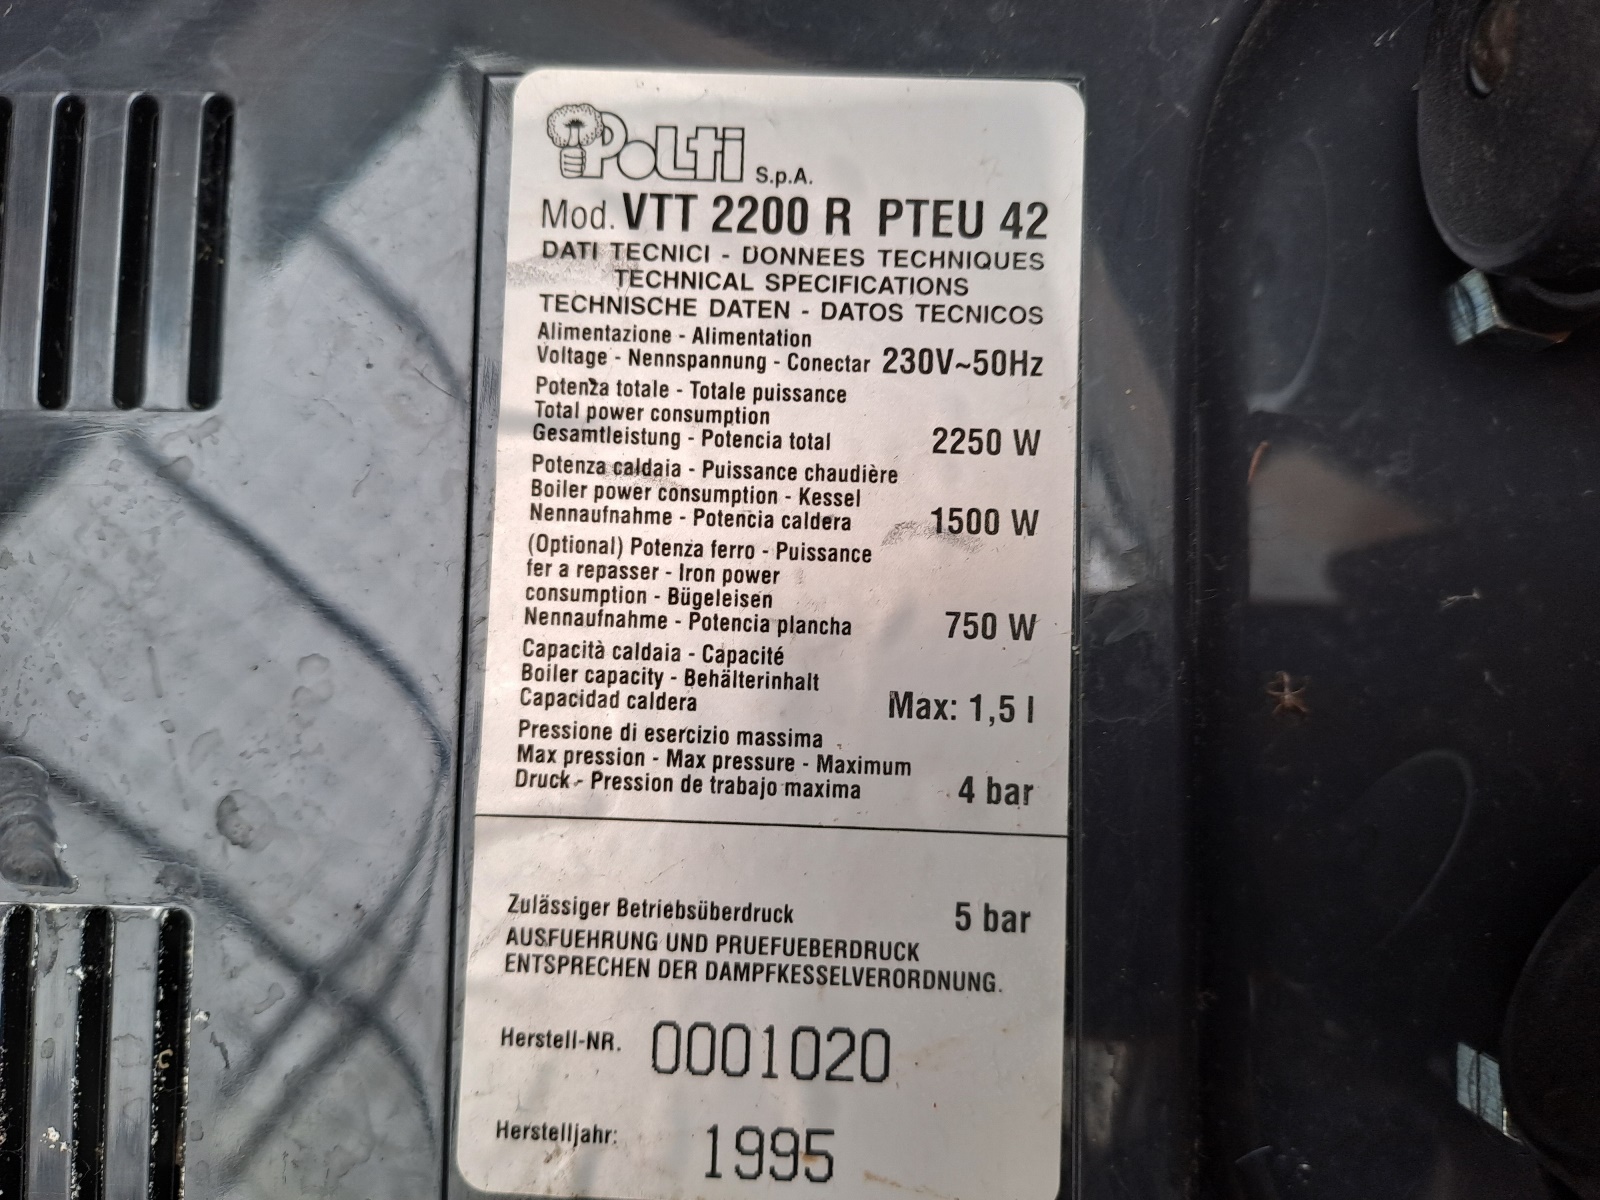 Polti S.p.A.
Mod. VTT 2200 R PTEU 42
DATI TECNICI - DONNEES TECHNIQUES
TECHNICAL SPECIFICATIONS
TECHNISCHE DATEN - DATOS TECNICOS
Alimentazione - Alimentation
Voltage - Nennspannung - Conectar 230V~50Hz
Potenza totale - Totale puissance
Total power consumption
Gesamtleistung - Potencia total 2250 W
Potenza caldaia - Puissance chaudière
Boiler power consumption - Kessel
Nennaufnahme - Potencia caldera 1500 W
(Optional) Potenza ferro - Puissance
fer a repasser - Iron power
consumption - Bügeleisen
Nennaufnahme - Potencia plancha 750 W
Capacità caldaia - Capacité
Boiler capacity - Behälterinhalt
Capacidad caldera Max: 1,5 l
Pressione di esercizio massima
Max pression - Max pressure - Maximum
Druck - Pression de trabajo maxima 4 bar
Zulässiger Betriebsüberdruck 5 bar
AUSFUEHRUNG UND PRUEFUEBERDRUCK
ENTSPRECHEN DER DAMPFKESSELVERORDNUNG.
Herstell-NR. 0001020
Herstelljahr: 1995